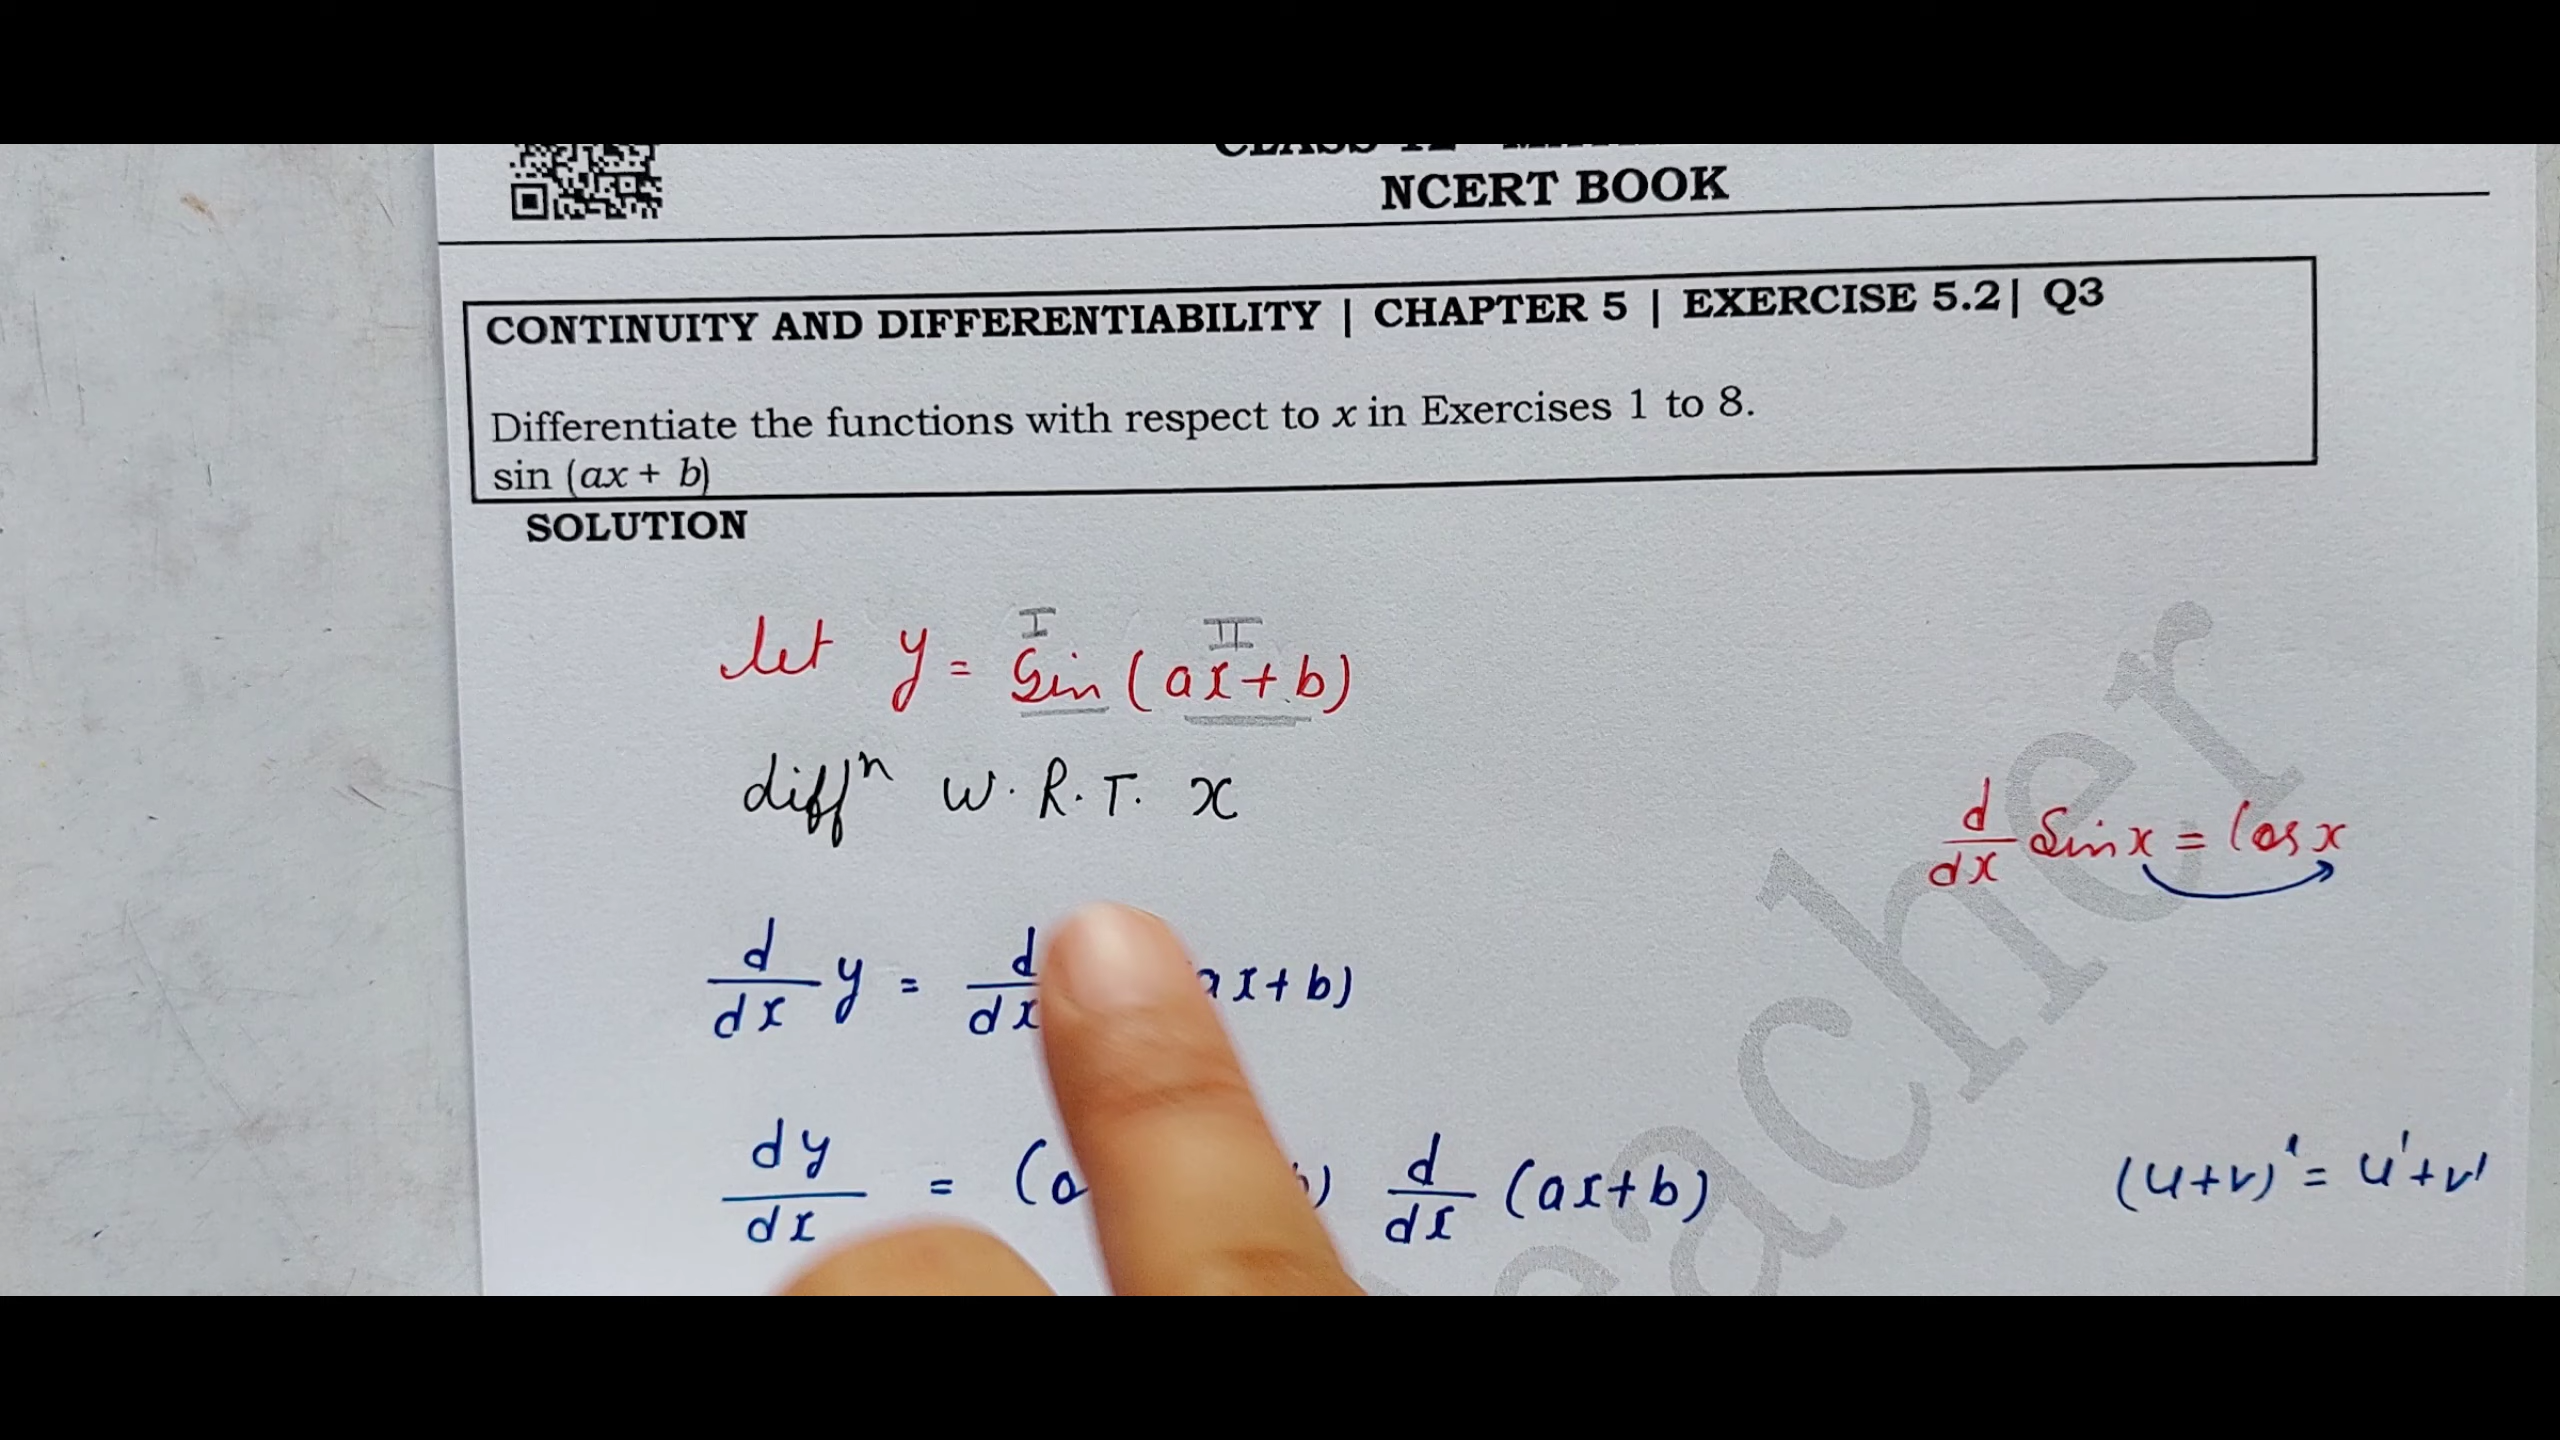 NCERT BOOK
CONTINUITY AND DIFFERENTIABILITY | CHAPTER 5 | EXERCISE 5.2| Q3
Differentiate the functions with respect to x in Exercises 1 to 8.
sin (ax + b)
SOLUTION
I II
let y = Sin (ax+b)
diffⁿ W.R.T. x
d/dx Sin x = Cos x
d/dx y = d/dx ax+b)
dy/dx = (o ) d/dx (ax+b)
(u+v)' = u'+v'
eacher